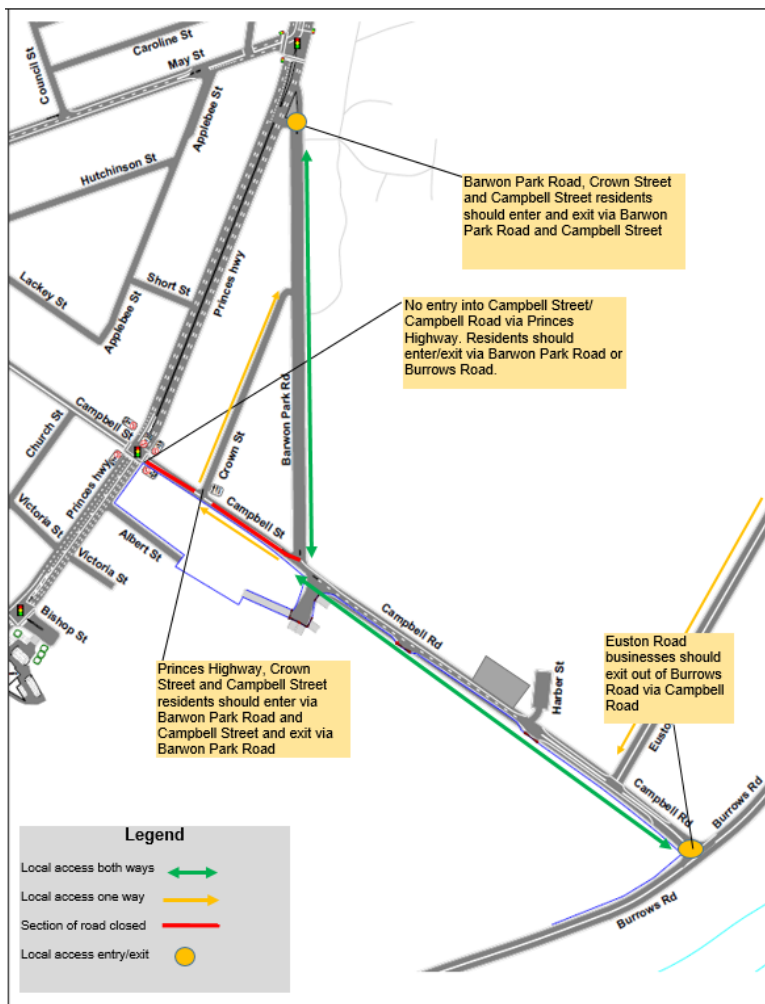 Council St
Caroline St
May St
Applebee St
Hutchinson St
Princes hwy
Barwon Park Road, Crown Street
and Campbell Street residents
should enter and exit via Barwon
Park Road and Campbell Street
Lackey St
Short St
Applebee St
No entry into Campbell Street/
Campbell Road via Princes
Highway. Residents should
enter/exit via Barwon Park Road or
Burrows Road.
Barwon Park Rd
Campbell St
Church St
Crown St
Princes hwy
Campbell St
Victoria St
Albert St
Victoria St
Bishop St
Campbell Rd
Harber St
Euston Road
businesses should
exit out of Burrows
Road via Campbell
Road
Princes Highway, Crown
Street and Campbell Street
residents should enter via
Barwon Park Road and
Campbell Street and exit via
Barwon Park Road
Eusto
Campbell Rd
Burrows Rd
Burrows Rd
Legend
Local access both ways
Local access one way
Section of road closed
Local access entry/exit